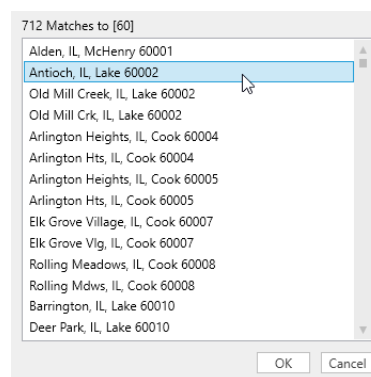 712 Matches to [60]
Alden, IL, McHenry 60001
Antioch, IL, Lake 60002
Old Mill Creek, IL, Lake 60002
Old Mill Crk, IL, Lake 60002
Arlington Heights, IL, Cook 60004
Arlington Hts, IL, Cook 60004
Arlington Heights, IL, Cook 60005
Arlington Hts, IL, Cook 60005
Elk Grove Village, IL, Cook 60007
Elk Grove Vlg, IL, Cook 60007
Rolling Meadows, IL, Cook 60008
Rolling Mdws, IL, Cook 60008
Barrington, IL, Lake 60010
Deer Park, IL, Lake 60010
OK Cancel